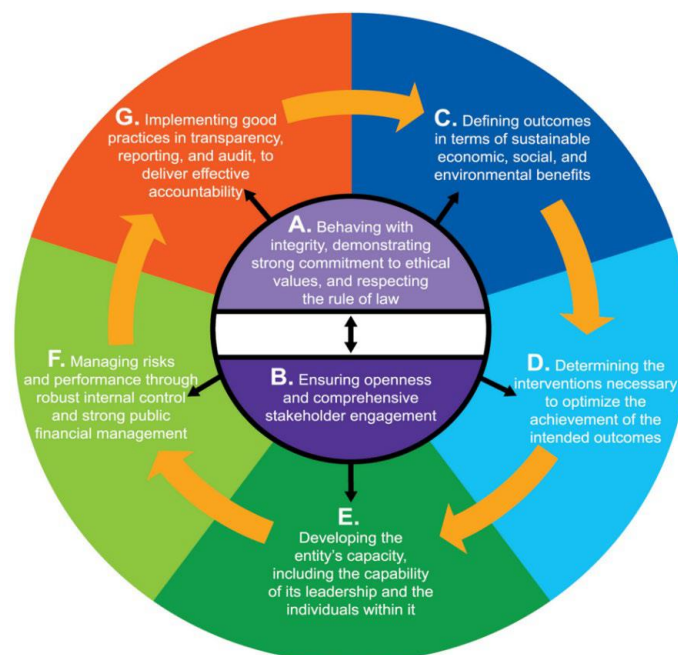 A. Behaving with
integrity, demonstrating
strong commitment to ethical
values, and respecting
the rule of law
B. Ensuring openness
and comprehensive
stakeholder engagement
C. Defining outcomes
in terms of sustainable
economic, social, and
environmental benefits
D. Determining the
interventions necessary
to optimize the
achievement of the
intended outcomes
E.
Developing the
entity's capacity,
including the capability
of its leadership and the
individuals within it
F. Managing risks
and performance through
robust internal control
and strong public
financial management
G. Implementing good
practices in transparency,
reporting, and audit, to
deliver effective
accountability